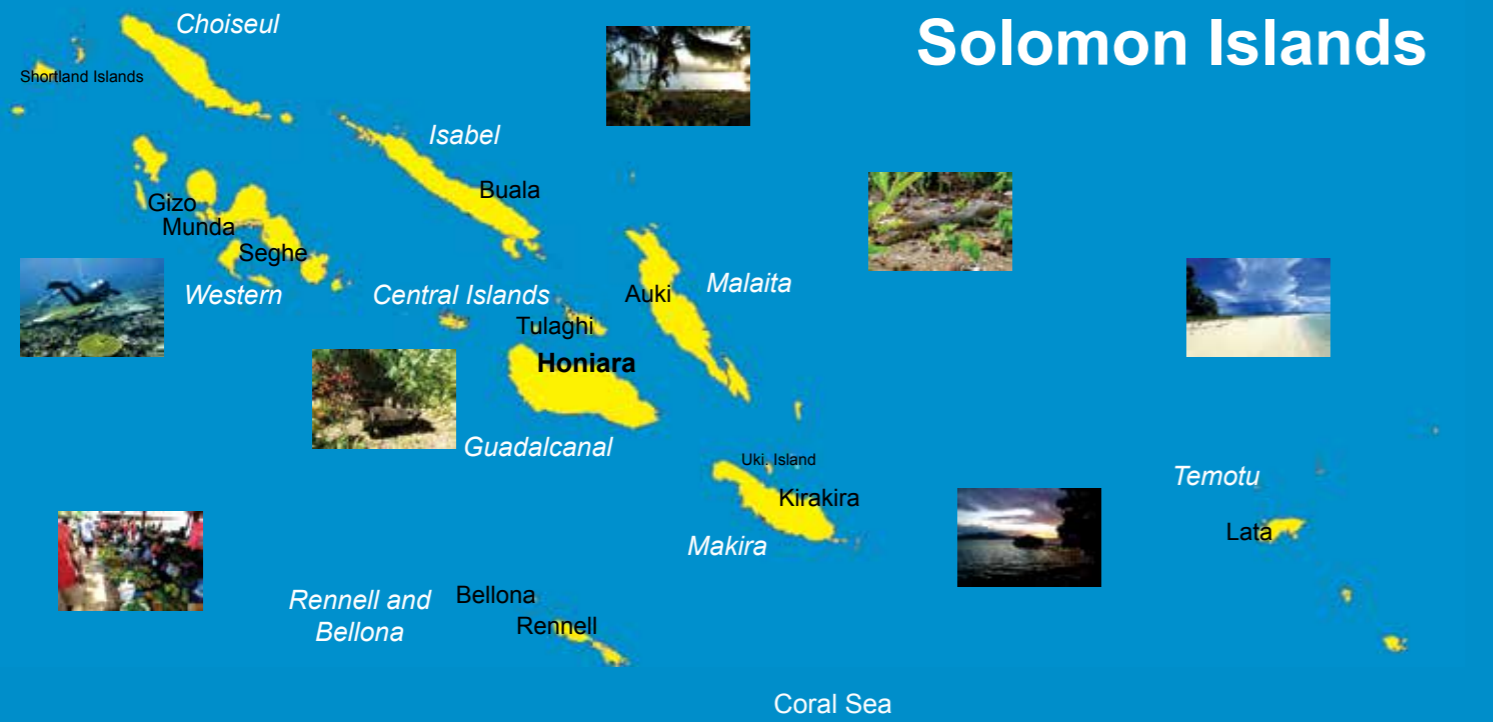 Solomon Islands
Choiseul
Shortland Islands
Isabel
Buala
Gizo
Munda
Seghe
Western
Central Islands
Malaita
Auki
Tulaghi
Honiara
Guadalcanal
Uki. Island
Kirakira
Makira
Temotu
Lata
Rennell and
Bellona
Bellona
Rennell
Coral Sea